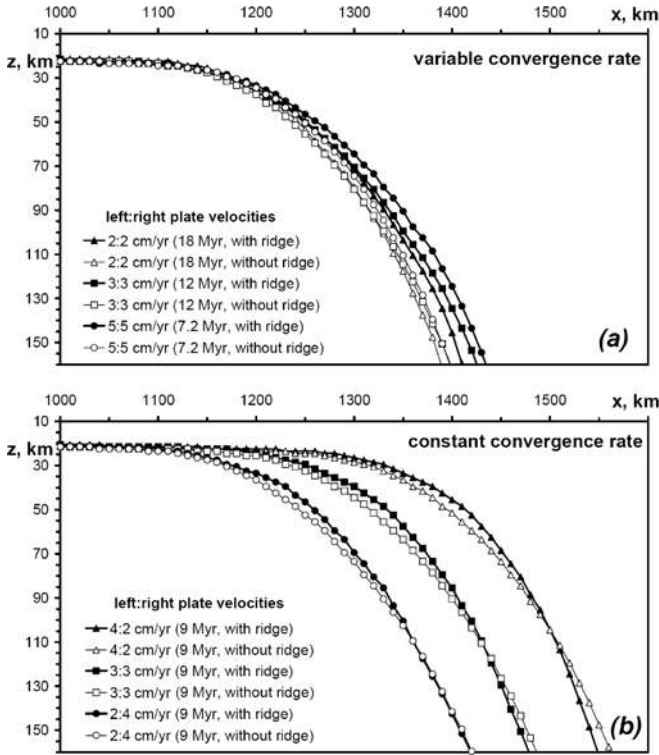 1000 1100 1200 1300 1400 1500 x, km
10
z, km
30
50
70
90
110
130
150
variable convergence rate
left:right plate velocities
2:2 cm/yr (18 Myr, with ridge)
2:2 cm/yr (18 Myr, without ridge)
3:3 cm/yr (12 Myr, with ridge)
3:3 cm/yr (12 Myr, without ridge)
5:5 cm/yr (7.2 Myr, with ridge)
5:5 cm/yr (7.2 Myr, without ridge)
(a)
1000 1100 1200 1300 1400 1500 x, km
10
z, km
30
50
70
90
110
130
150
constant convergence rate
left:right plate velocities
4:2 cm/yr (9 Myr, with ridge)
4:2 cm/yr (9 Myr, without ridge)
3:3 cm/yr (9 Myr, with ridge)
3:3 cm/yr (9 Myr, without ridge)
2:4 cm/yr (9 Myr, with ridge)
2:4 cm/yr (9 Myr, without ridge)
(b)